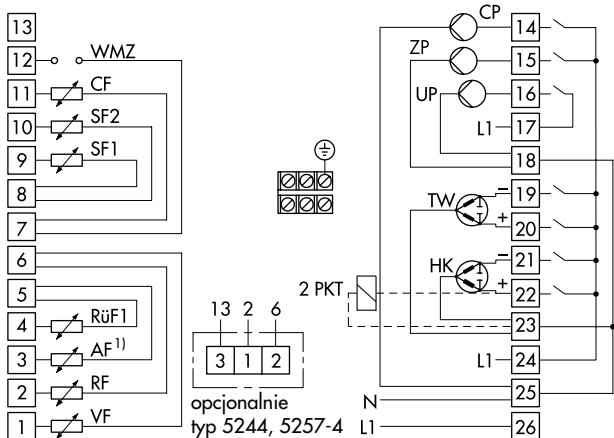 13
12 WMZ
11 CF
10 SF2
9 SF1
8
7
6
5
4 RüF1
3 AF 1)
2 RF
1 VF
13 2 6
3 1 2
opcjonalnie
typ 5244, 5257-4
CP 14
ZP 15
UP 16
L1 17
18
TW − 19
+ 20
HK − 21
2 PKT + 22
23
L1 24
N 25
L1 26